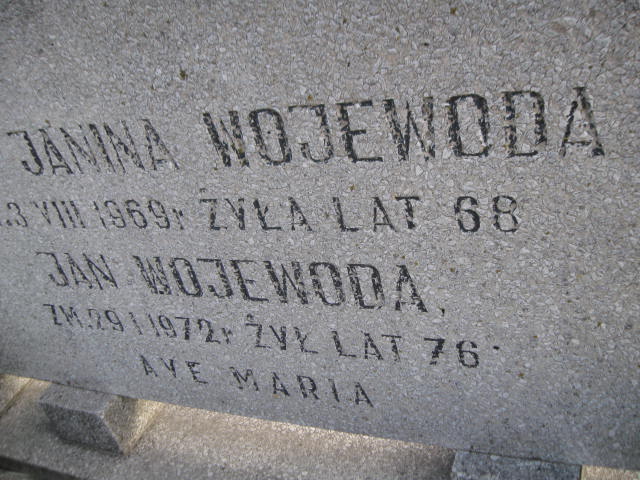 JANINA WOJEWODA
.3 VIII 1969r ŻYŁA LAT 68
JAN WOJEWODA,
ZM. 29 I 1972r ŻYŁ LAT 76
AVE MARIA